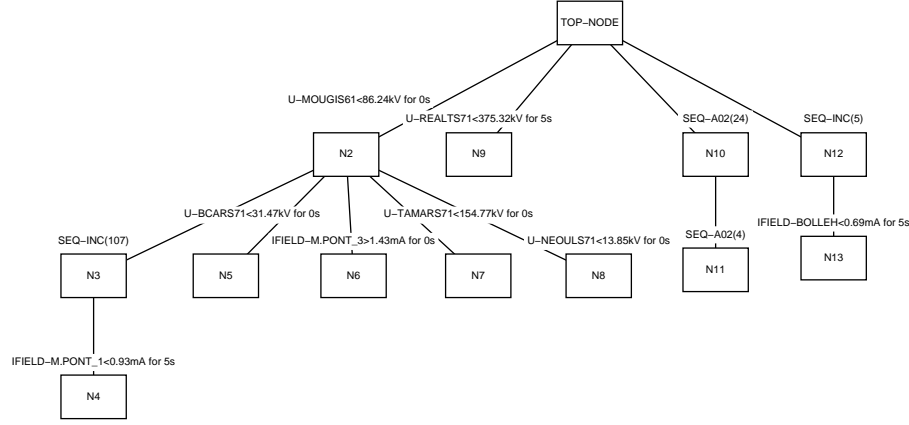 TOP−NODE
U−MOUGIS61<86.24kV for 0s
U−REALTS71<375.32kV for 5s
SEQ−A02(24)
SEQ−INC(5)
N2
N9
N10
N12
U−BCARS71<31.47kV for 0s
U−TAMARS71<154.77kV for 0s
IFIELD−BOLLEH<0.69mA for 5s
SEQ−INC(107)
IFIELD−M.PONT_3>1.43mA for 0s
U−NEOULS71<13.85kV for 0s
SEQ−A02(4)
N3
N5
N6
N7
N8
N11
N13
IFIELD−M.PONT_1<0.93mA for 5s
N4